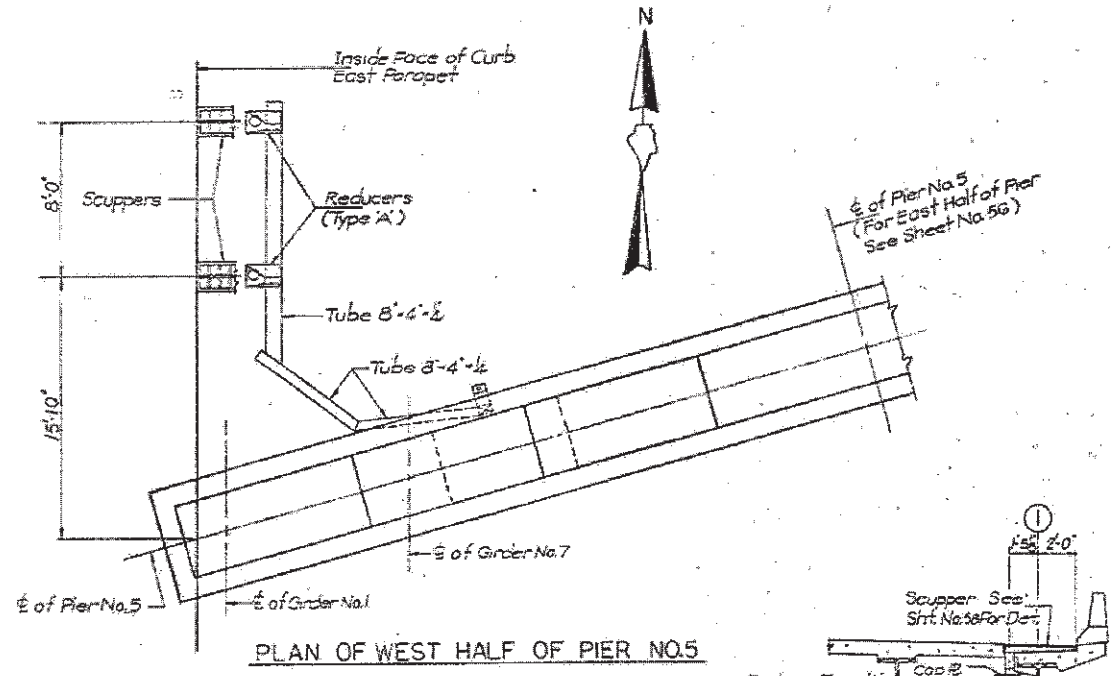 N
Inside Face of Curb
East Parapet
8'-0"
Scuppers
Reducers
(Type 'A')
℄ of Pier No.5
(For East Half of Pier
See Sheet No. 56)
Tube 8"-4"-¼
Tube 8"-4"-¼
15'-10"
℄ of Girder No.7
℄ of Pier No.5
℄ of Girder No.1
PLAN OF WEST HALF OF PIER NO.5
1
2'-0"
Scupper See
Sht No.58 For Det.